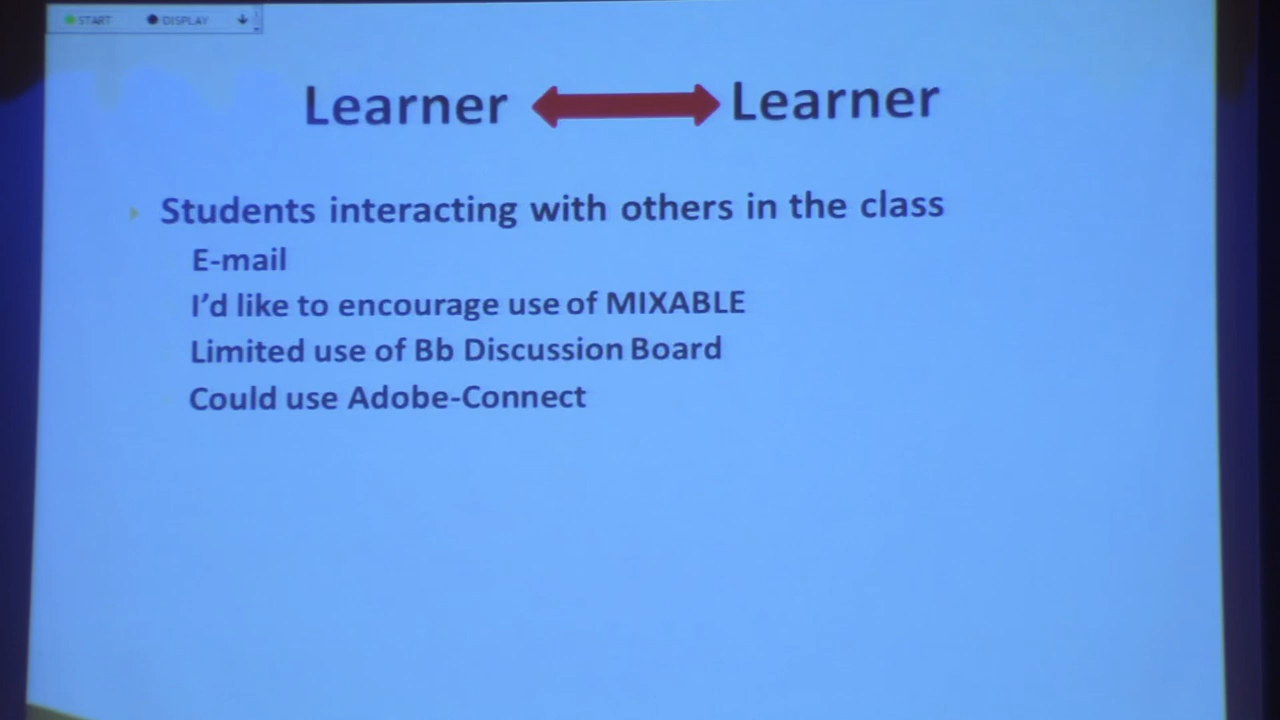 START DISPLAY
Learner Learner
Students interacting with others in the class
E-mail
I'd like to encourage use of MIXABLE
Limited use of Bb Discussion Board
Could use Adobe-Connect